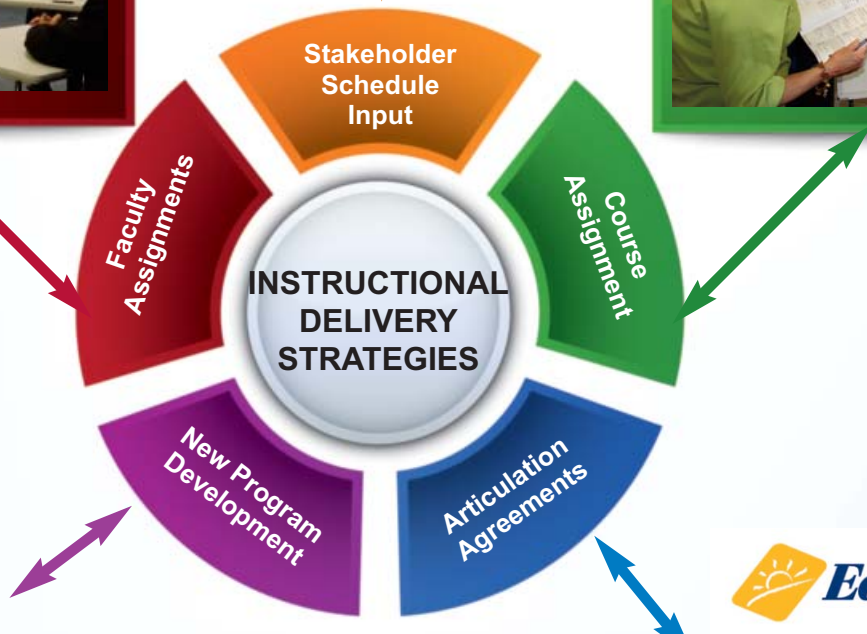 Stakeholder
Schedule
Input
Faculty
Assignments
Course
Assignment
INSTRUCTIONAL
DELIVERY
STRATEGIES
New Program
Development
Articulation
Agreements